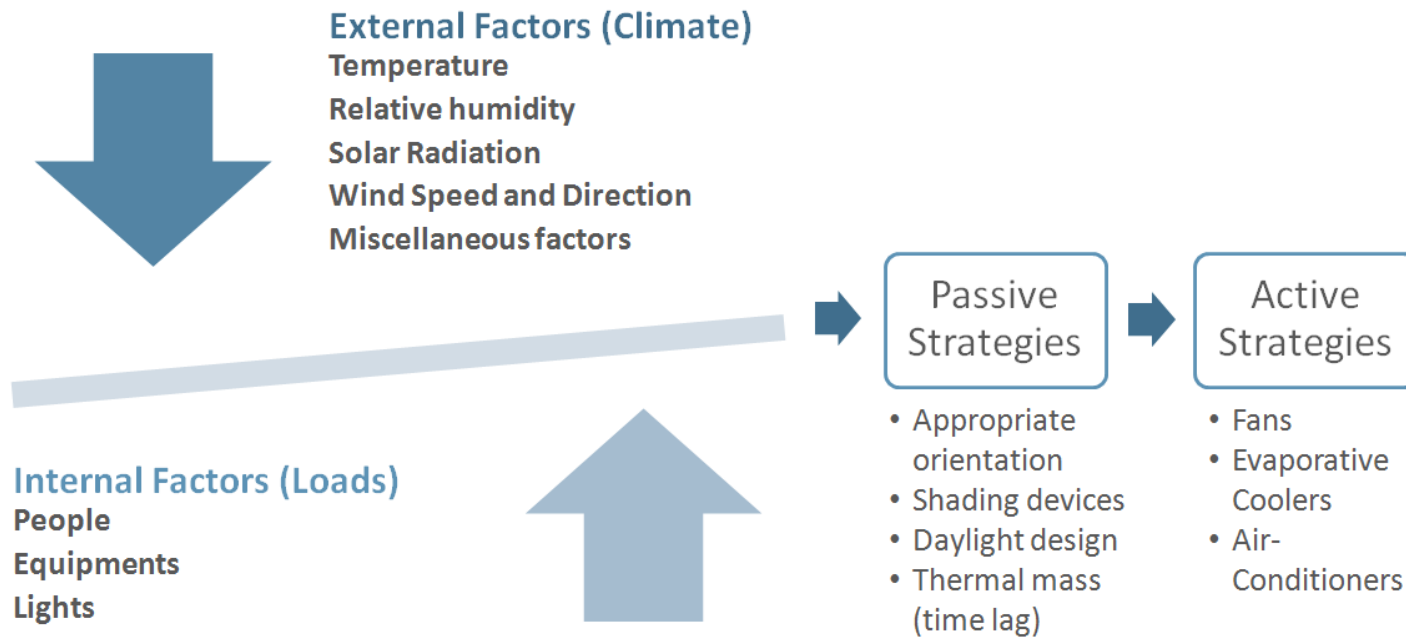 External Factors (Climate)
Temperature
Relative humidity
Solar Radiation
Wind Speed and Direction
Miscellaneous factors
Internal Factors (Loads)
People
Equipments
Lights
Passive
Strategies
• Appropriate
orientation
• Shading devices
• Daylight design
• Thermal mass
(time lag)
Active
Strategies
• Fans
• Evaporative
Coolers
• Air-
Conditioners